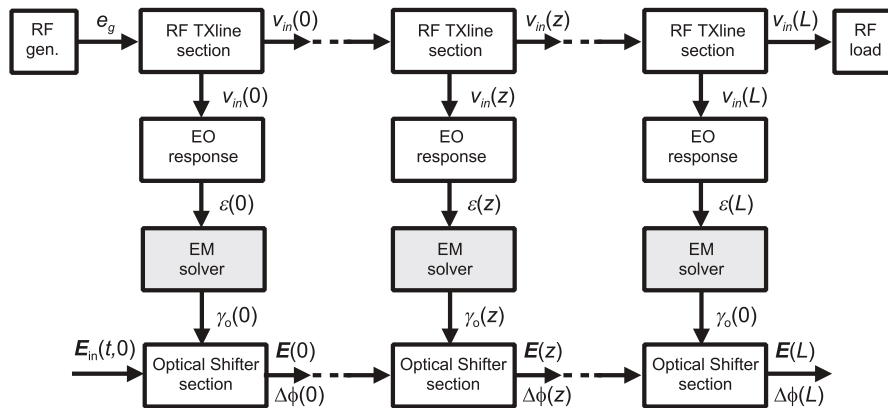 RF gen.
e_g
RF TXline section
v_in(0)
RF TXline section
v_in(z)
RF TXline section
v_in(L)
RF load
v_in(0)
v_in(z)
v_in(L)
EO response
EO response
EO response
ε(0)
ε(z)
ε(L)
EM solver
EM solver
EM solver
γ_o(0)
γ_o(z)
γ_o(0)
E_in(t,0)
Optical Shifter section
E(0)
Δϕ(0)
Optical Shifter section
E(z)
Δϕ(z)
Optical Shifter section
E(L)
Δϕ(L)